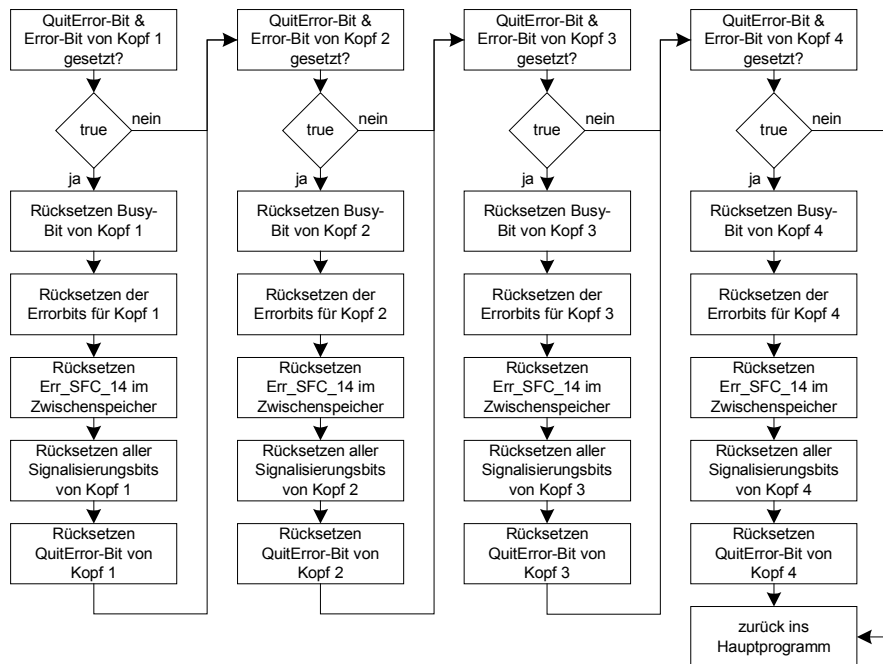 QuitError-Bit &
Error-Bit von Kopf 1
gesetzt?
true
nein
ja
Rücksetzen Busy-
Bit von Kopf 1
Rücksetzen der
Errorbits für Kopf 1
Rücksetzen
Err_SFC_14 im
Zwischenspeicher
Rücksetzen aller
Signalisierungsbits
von Kopf 1
Rücksetzen
QuitError-Bit von
Kopf 1
QuitError-Bit &
Error-Bit von Kopf 2
gesetzt?
true
nein
ja
Rücksetzen Busy-
Bit von Kopf 2
Rücksetzen der
Errorbits für Kopf 2
Rücksetzen
Err_SFC_14 im
Zwischenspeicher
Rücksetzen aller
Signalisierungsbits
von Kopf 2
Rücksetzen
QuitError-Bit von
Kopf 2
QuitError-Bit &
Error-Bit von Kopf 3
gesetzt?
true
nein
ja
Rücksetzen Busy-
Bit von Kopf 3
Rücksetzen der
Errorbits für Kopf 3
Rücksetzen
Err_SFC_14 im
Zwischenspeicher
Rücksetzen aller
Signalisierungsbits
von Kopf 3
Rücksetzen
QuitError-Bit von
Kopf 3
QuitError-Bit &
Error-Bit von Kopf 4
gesetzt?
true
nein
ja
Rücksetzen Busy-
Bit von Kopf 4
Rücksetzen der
Errorbits für Kopf 4
Rücksetzen
Err_SFC_14 im
Zwischenspeicher
Rücksetzen aller
Signalisierungsbits
von Kopf 4
Rücksetzen
QuitError-Bit von
Kopf 4
zurück ins
Hauptprogramm